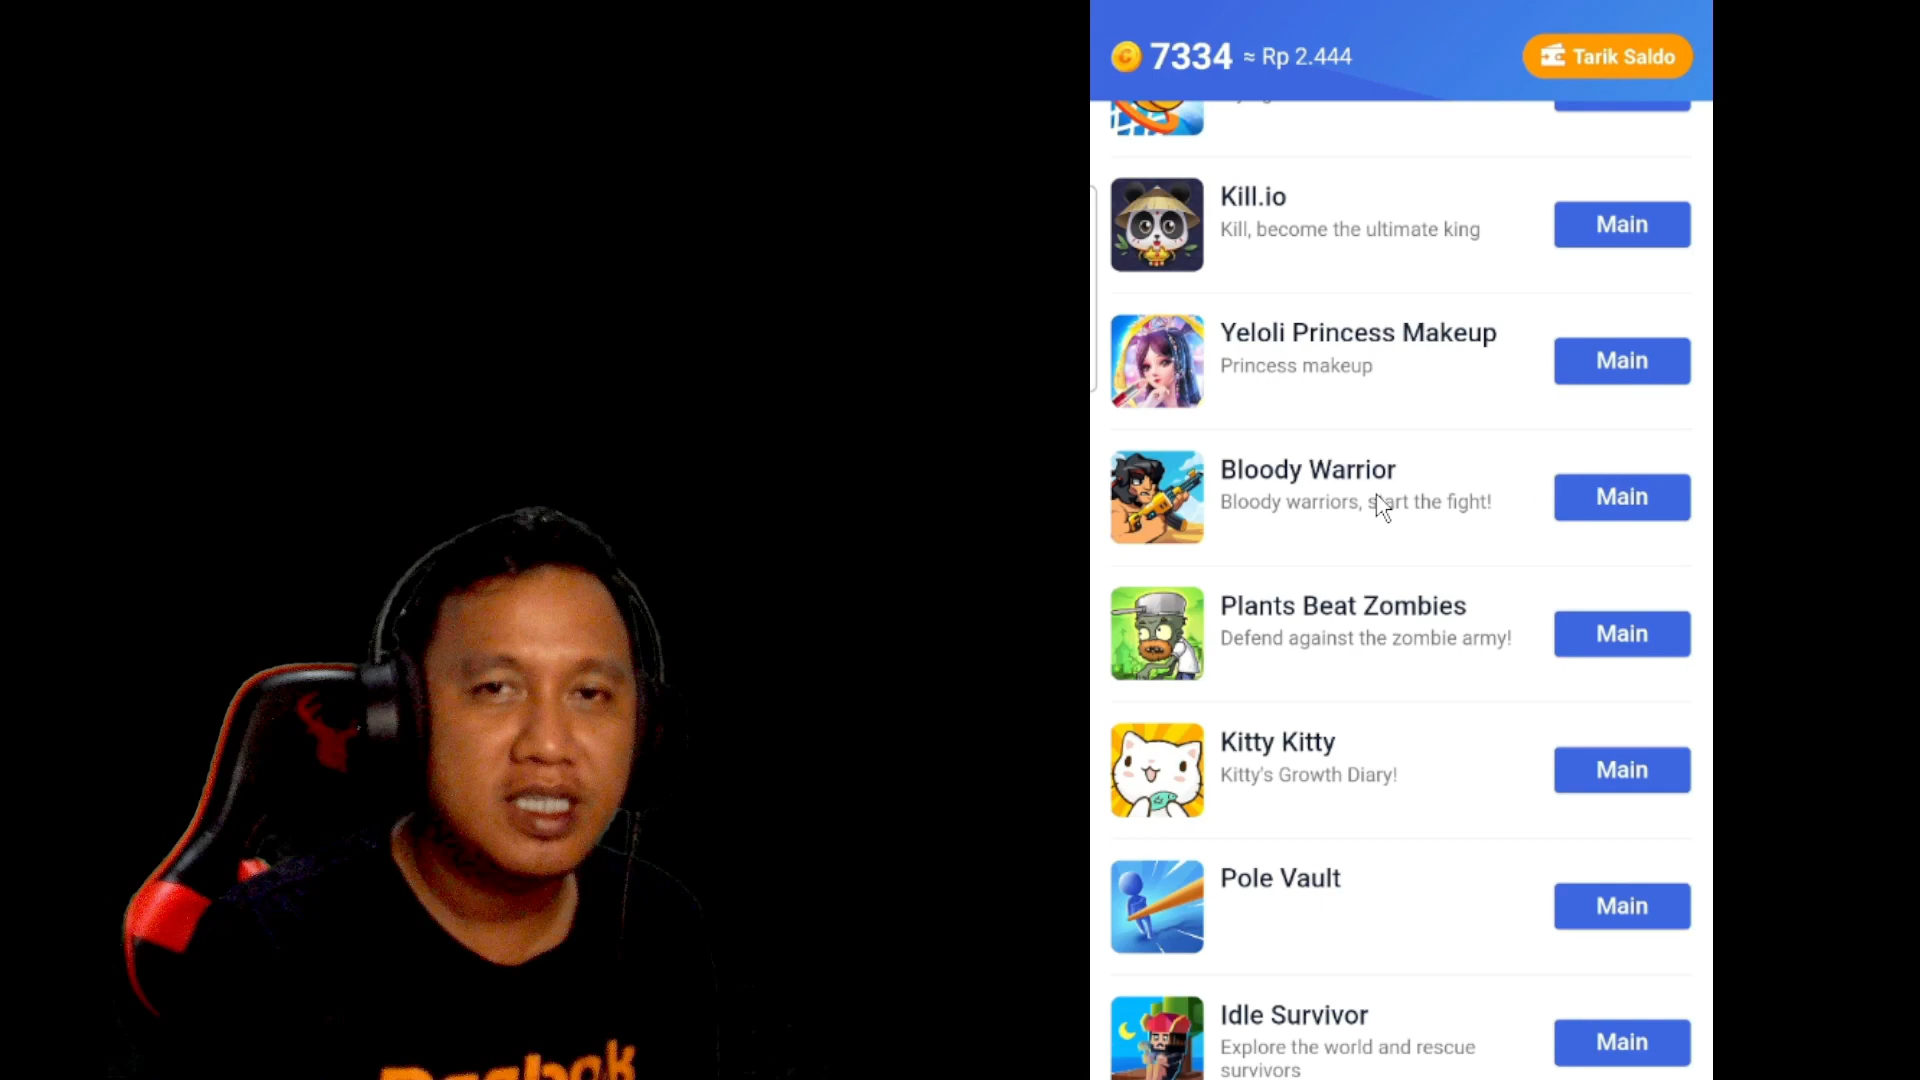 7334 ≈ Rp 2.444
Tarik Saldo
Kill.io
Kill, become the ultimate king
Main
Yeloli Princess Makeup
Princess makeup
Main
Bloody Warrior
Bloody warriors, start the fight!
Main
Plants Beat Zombies
Defend against the zombie army!
Main
Kitty Kitty
Kitty's Growth Diary!
Main
Pole Vault
Main
Idle Survivor
Explore the world and rescue
survivors
Main